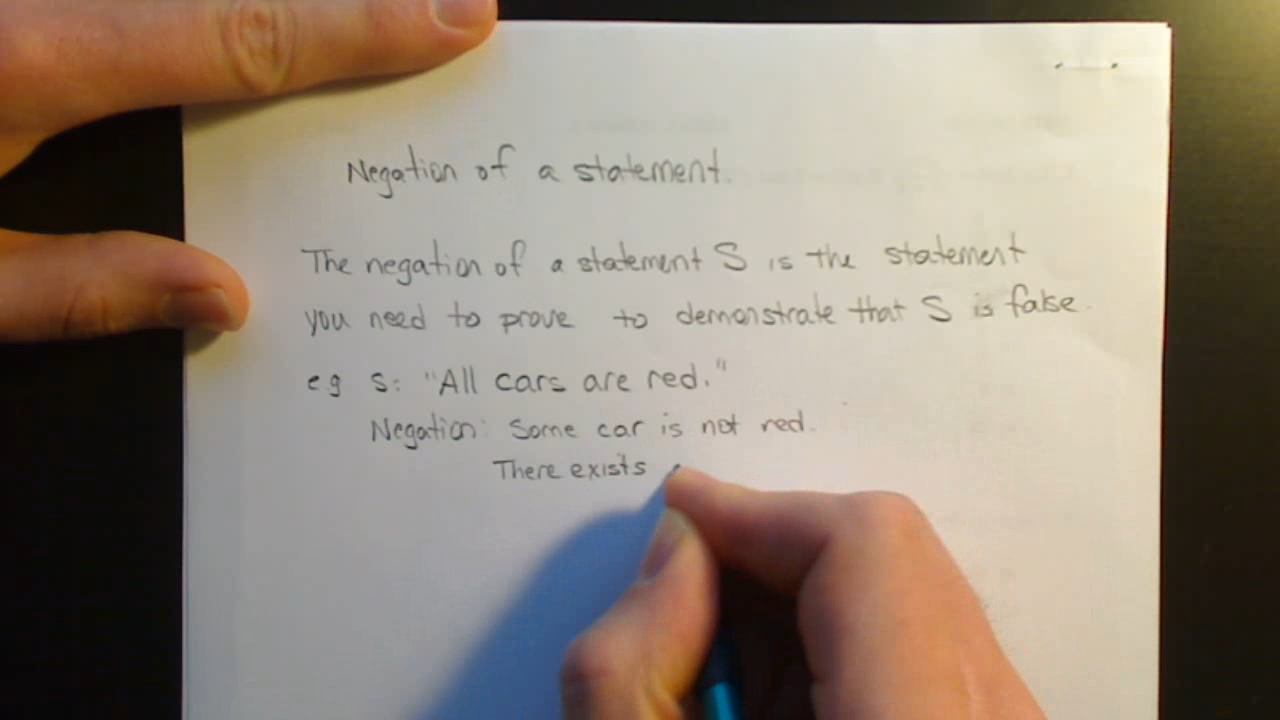 Negation of a statement.
The negation of a statement S is the statement
you need to prove to demonstrate that S is false.
eg S: "All cars are red."
Negation: Some car is not red.
There exists